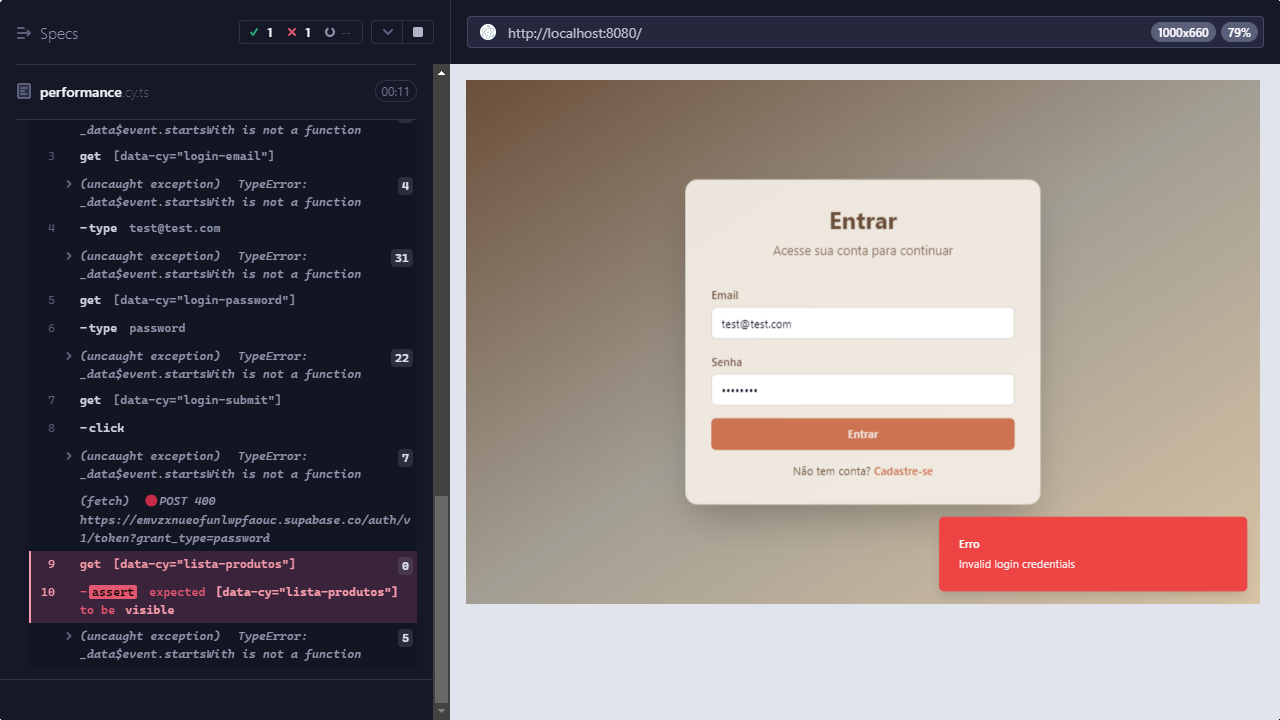 Specs
1
1
--
http://localhost:8080/
1000x660
79%
performance.cy.ts
00:11
_data$event.startsWith is not a function
3 get [data-cy="login-email"]
(uncaught exception) TypeError: 4
_data$event.startsWith is not a function
4 -type test@test.com
(uncaught exception) TypeError: 31
_data$event.startsWith is not a function
5 get [data-cy="login-password"]
6 -type password
(uncaught exception) TypeError: 22
_data$event.startsWith is not a function
7 get [data-cy="login-submit"]
8 -click
(uncaught exception) TypeError: 7
_data$event.startsWith is not a function
(fetch) POST 400
https://emvzxnueofunlwpfaouc.supabase.co/auth/v
1/token?grant_type=password
9 get [data-cy="lista-produtos"] 0
10 -assert expected [data-cy="lista-produtos"]
to be visible
(uncaught exception) TypeError: 5
_data$event.startsWith is not a function
Entrar
Acesse sua conta para continuar
Email
test@test.com
Senha
••••••••
Entrar
Não tem conta? Cadastre-se
Erro
Invalid login credentials